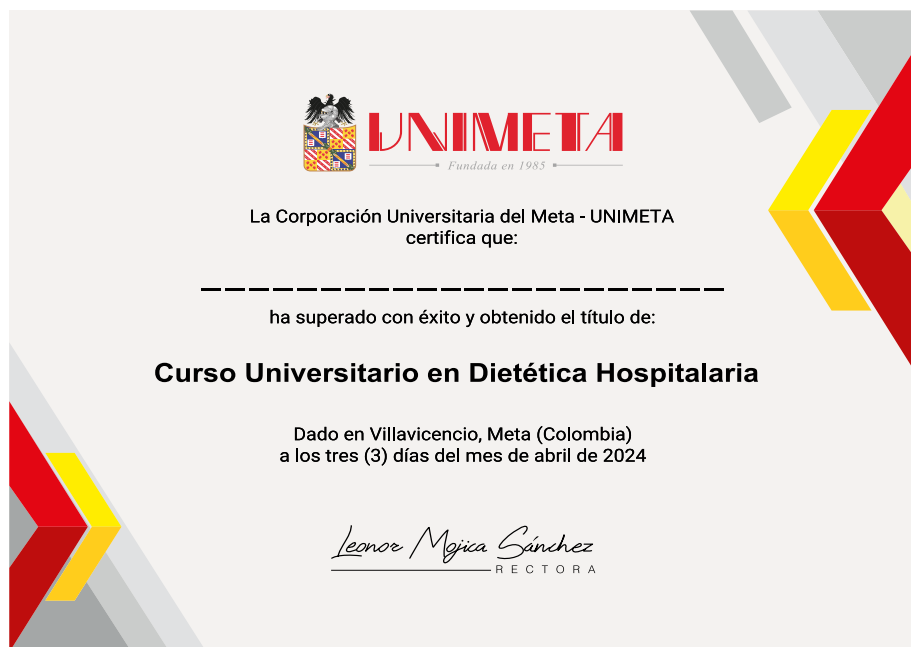 UNIMETA
Fundada en 1985
La Corporación Universitaria del Meta - UNIMETA
certifica que:
ha superado con éxito y obtenido el título de:
Curso Universitario en Dietética Hospitalaria
Dado en Villavicencio, Meta (Colombia)
a los tres (3) días del mes de abril de 2024
Leonor Mojica Sánchez
RECTORA